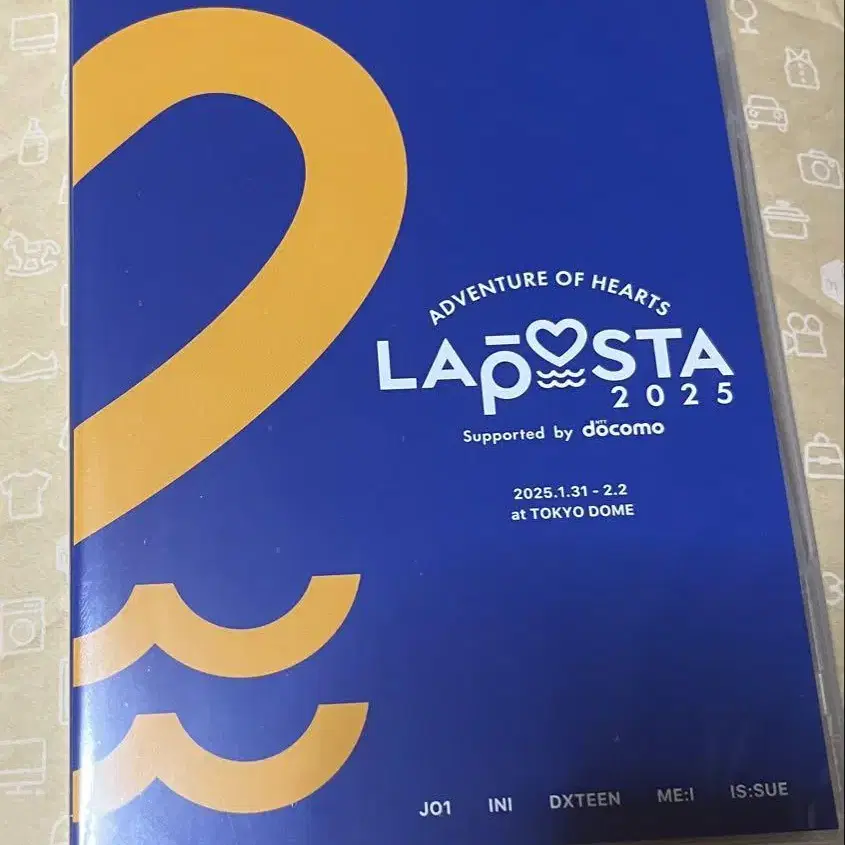 ADVENTURE OF HEARTS
LAPOSTA
2025
Supported by döcomo
2025.1.31 - 2.2
at TOKYO DOME
JO1 INI DXTEEN ME:I IS:SUE